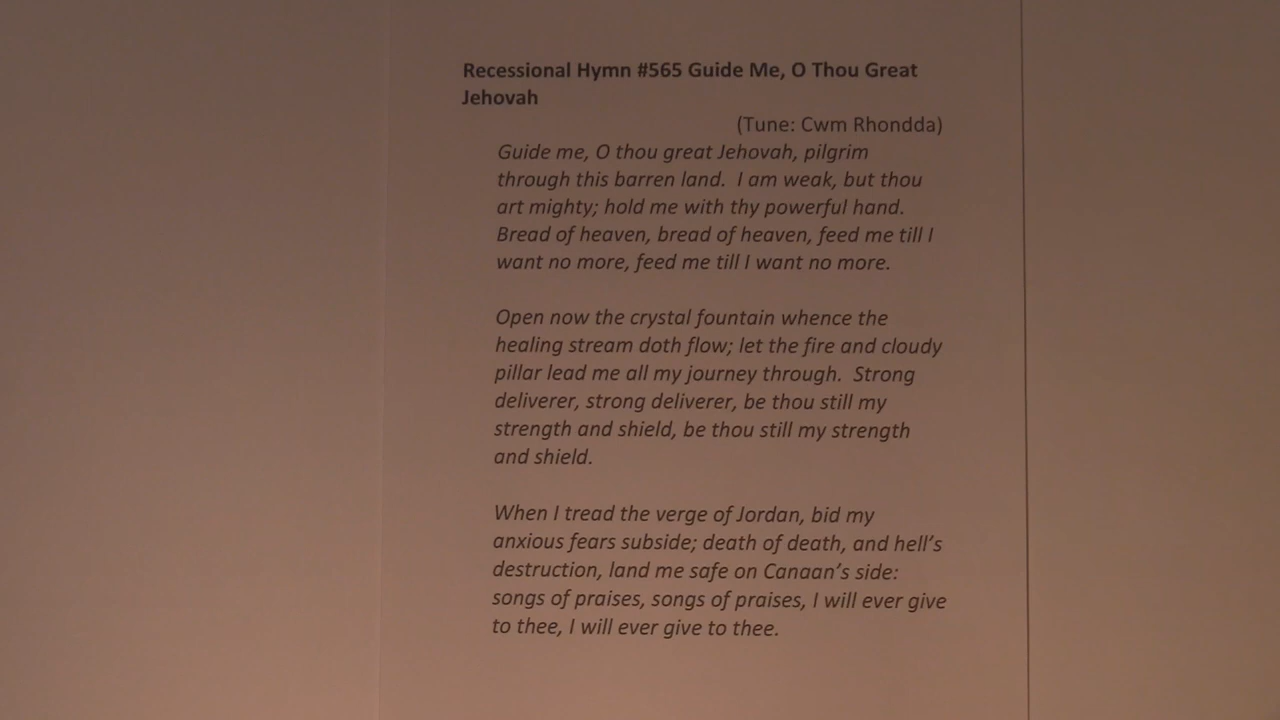 Recessional Hymn #565 Guide Me, O Thou Great
Jehovah
(Tune: Cwm Rhondda)
Guide me, O thou great Jehovah, pilgrim
through this barren land.  I am weak, but thou
art mighty; hold me with thy powerful hand.
Bread of heaven, bread of heaven, feed me till I
want no more, feed me till I want no more.
Open now the crystal fountain whence the
healing stream doth flow; let the fire and cloudy
pillar lead me all my journey through.  Strong
deliverer, strong deliverer, be thou still my
strength and shield, be thou still my strength
and shield.
When I tread the verge of Jordan, bid my
anxious fears subside; death of death, and hell’s
destruction, land me safe on Canaan’s side:
songs of praises, songs of praises, I will ever give
to thee, I will ever give to thee.